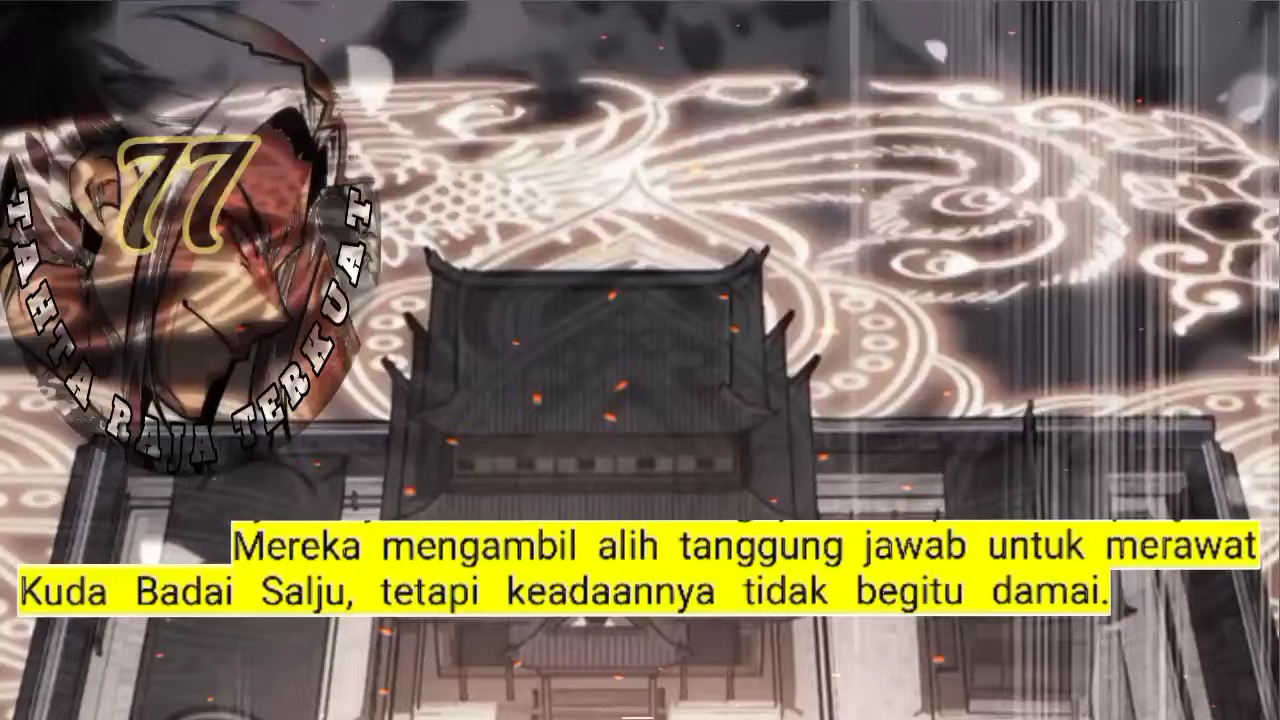 77
TAHTA RAJA TERKUAT
Mereka mengambil alih tanggung jawab untuk merawat
Kuda Badai Salju, tetapi keadaannya tidak begitu damai.